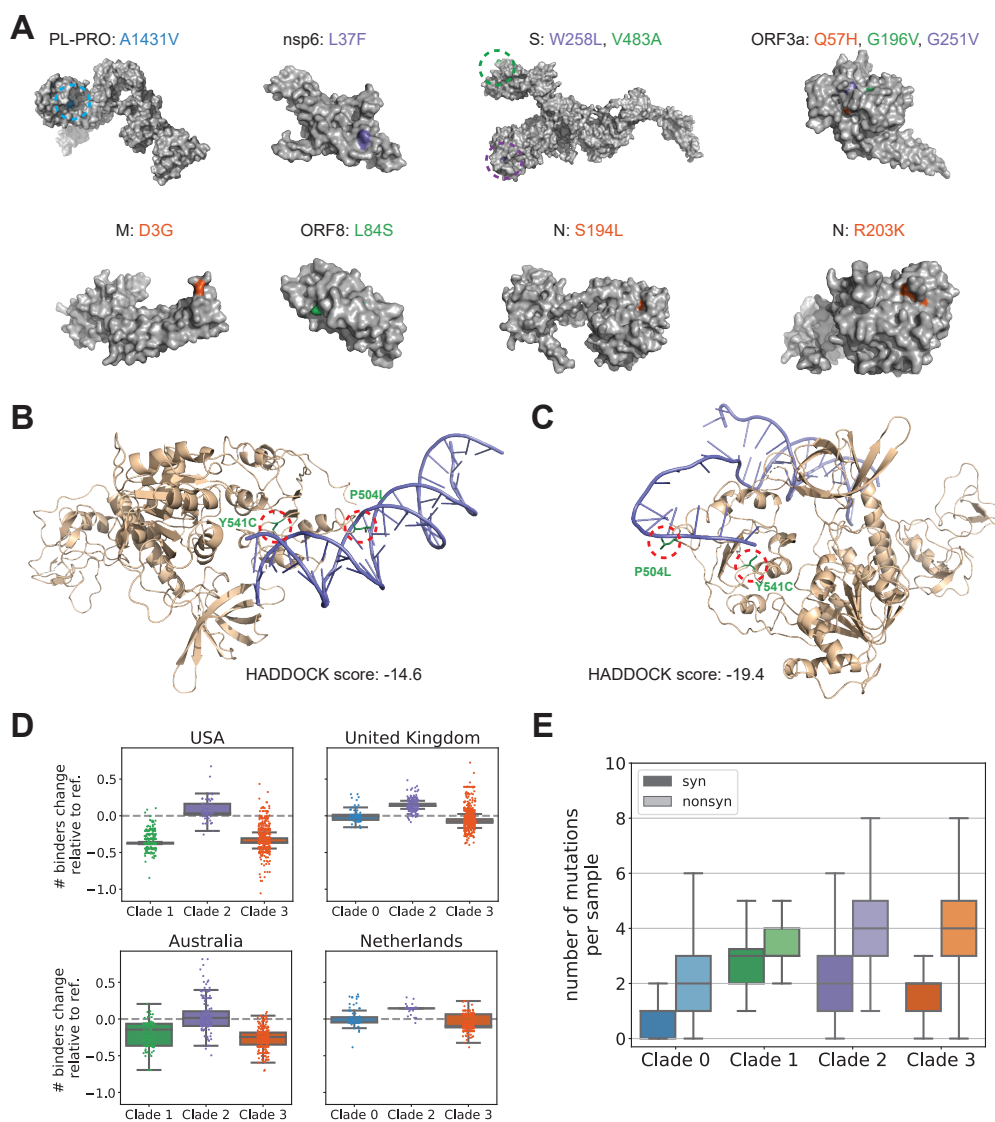 A
PL-PRO: A1431V
nsp6: L37F
S: W258L, V483A
ORF3a: Q57H, G196V, G251V
M: D3G
ORF8: L84S
N: S194L
N: R203K
B
Y541C
P504L
HADDOCK score: -14.6
C
P504L
Y541C
HADDOCK score: -19.4
D
USA
United Kingdom
# binders change
relative to ref.
0.5
0.0
−0.5
−1.0
Clade 1 Clade 2 Clade 3
Clade 0 Clade 2 Clade 3
Australia
Netherlands
# binders change
relative to ref.
0.5
0.0
−0.5
−1.0
Clade 1 Clade 2 Clade 3
Clade 0 Clade 2 Clade 3
E
number of mutations
per sample
10
8
6
4
2
0
syn
nonsyn
Clade 0 Clade 1 Clade 2 Clade 3